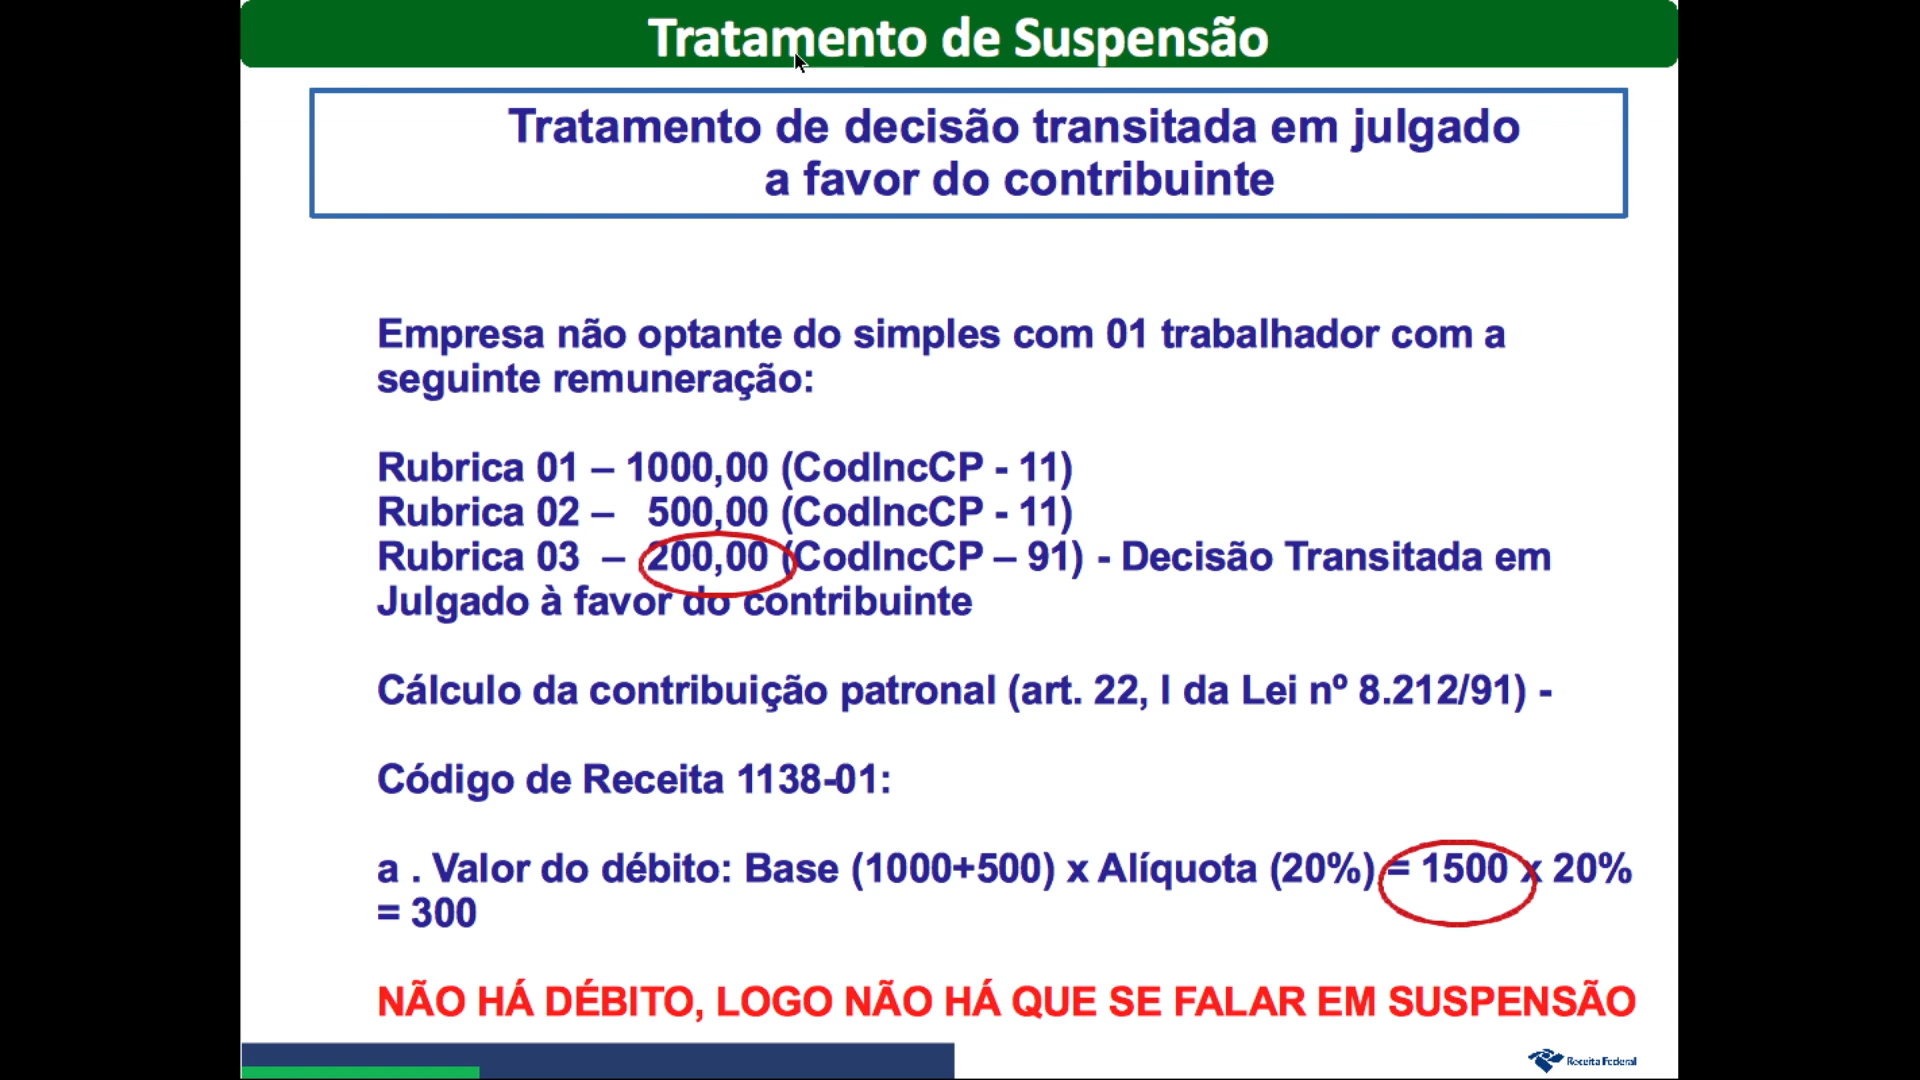 Tratamento de Suspensão
Tratamento de decisão transitada em julgado
a favor do contribuinte
Empresa não optante do simples com 01 trabalhador com a
seguinte remuneração:
Rubrica 01 – 1000,00 (CodIncCP - 11)
Rubrica 02 – 500,00 (CodIncCP - 11)
Rubrica 03 – 200,00 (CodIncCP – 91) - Decisão Transitada em
Julgado à favor do contribuinte
Cálculo da contribuição patronal (art. 22, I da Lei nº 8.212/91) -
Código de Receita 1138-01:
a . Valor do débito: Base (1000+500) x Alíquota (20%) = 1500 x 20%
= 300
NÃO HÁ DÉBITO, LOGO NÃO HÁ QUE SE FALAR EM SUSPENSÃO
Receita Federal